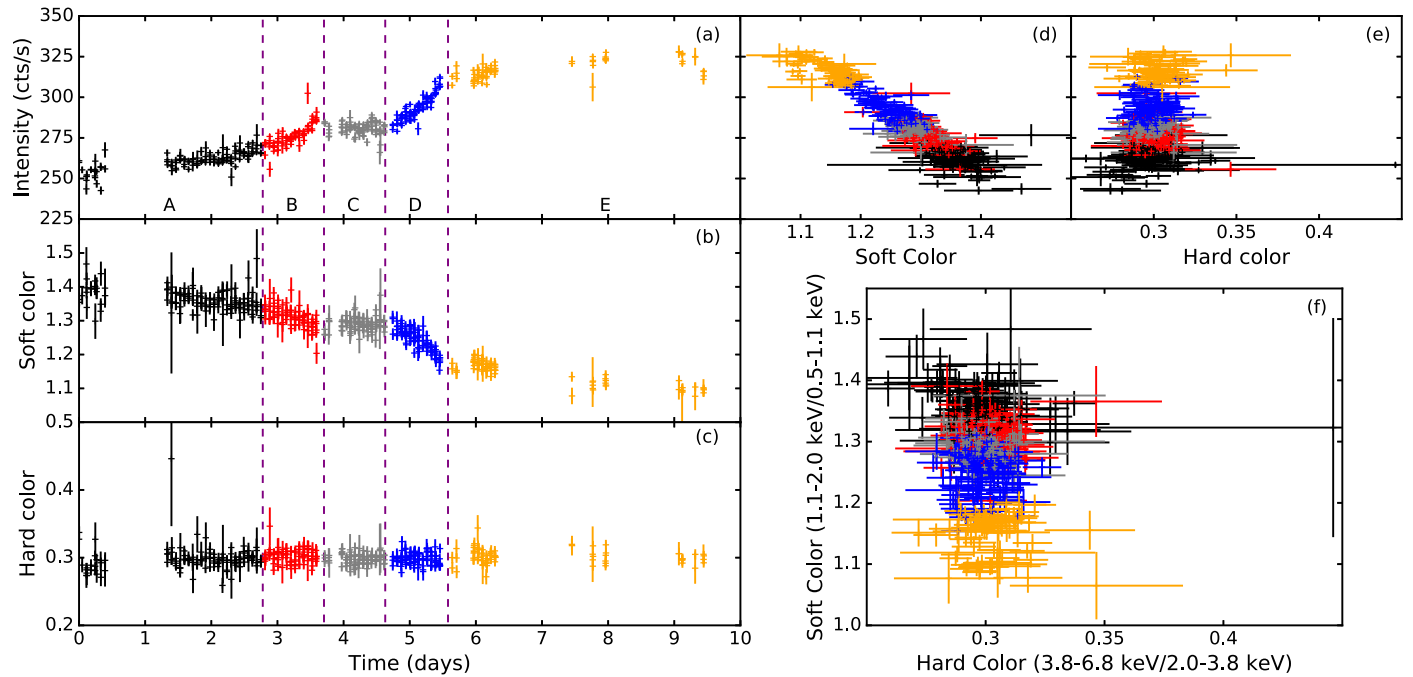 350
325
300
275
250
225
Intensity (cts/s)
(a)
A
B
C
D
E
(d)
1.1
1.2
1.3
1.4
Soft Color
(e)
0.3
0.35
0.4
Hard color
1.5
1.4
1.3
1.2
1.1
0.5
Soft color
(b)
0.4
0.3
0.2
Hard color
(c)
0
1
2
3
4
5
6
7
8
9
10
Time (days)
(f)
1.5
1.4
1.3
1.2
1.1
1.0
Soft Color (1.1-2.0 keV/0.5-1.1 keV)
0.3
0.35
0.4
Hard Color (3.8-6.8 keV/2.0-3.8 keV)